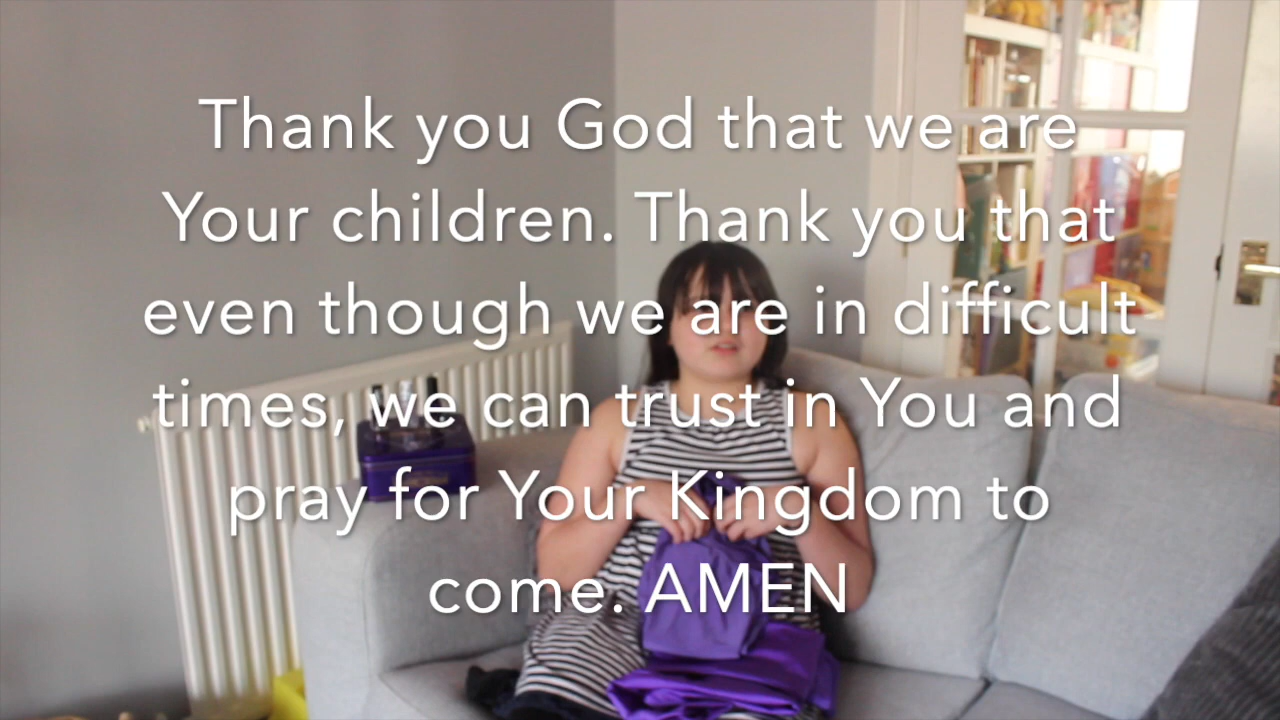 Thank you God that we are
Your children. Thank you that
even though we are in difficult
times, we can trust in You and
pray for Your Kingdom to
come. AMEN